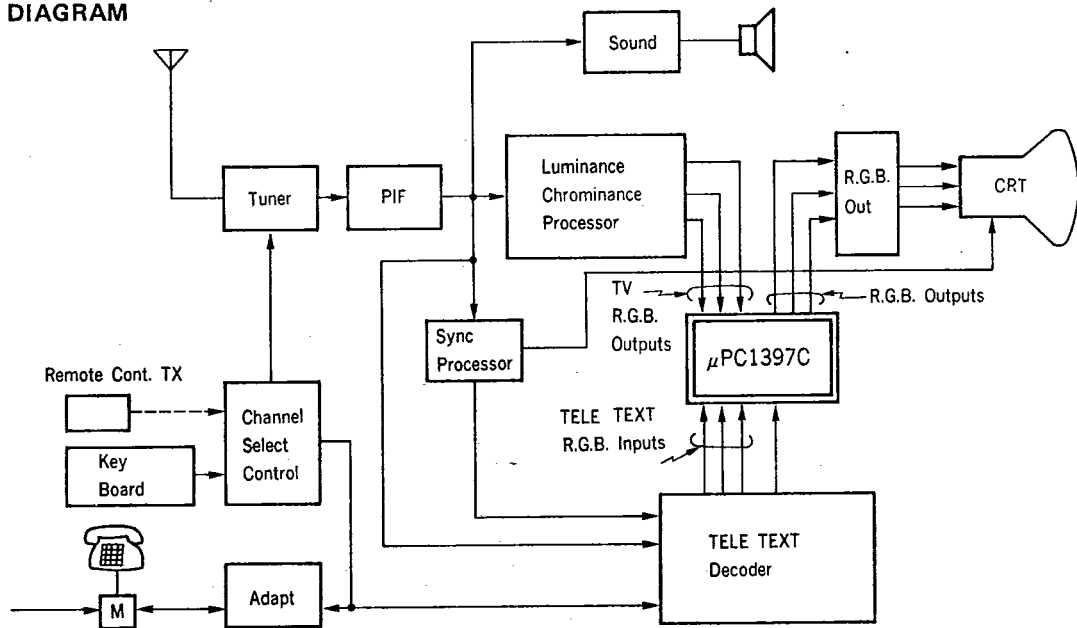 DIAGRAM
Sound
Tuner
PIF
Luminance
Chrominance
Processor
R.G.B.
Out
CRT
TV
R.G.B.
Outputs
R.G.B. Outputs
Sync
Processor
μPC1397C
Remote Cont. TX
Channel
Select
Control
Key
Board
TELE TEXT
R.G.B. Inputs
TELE TEXT
Decoder
Adapt
M